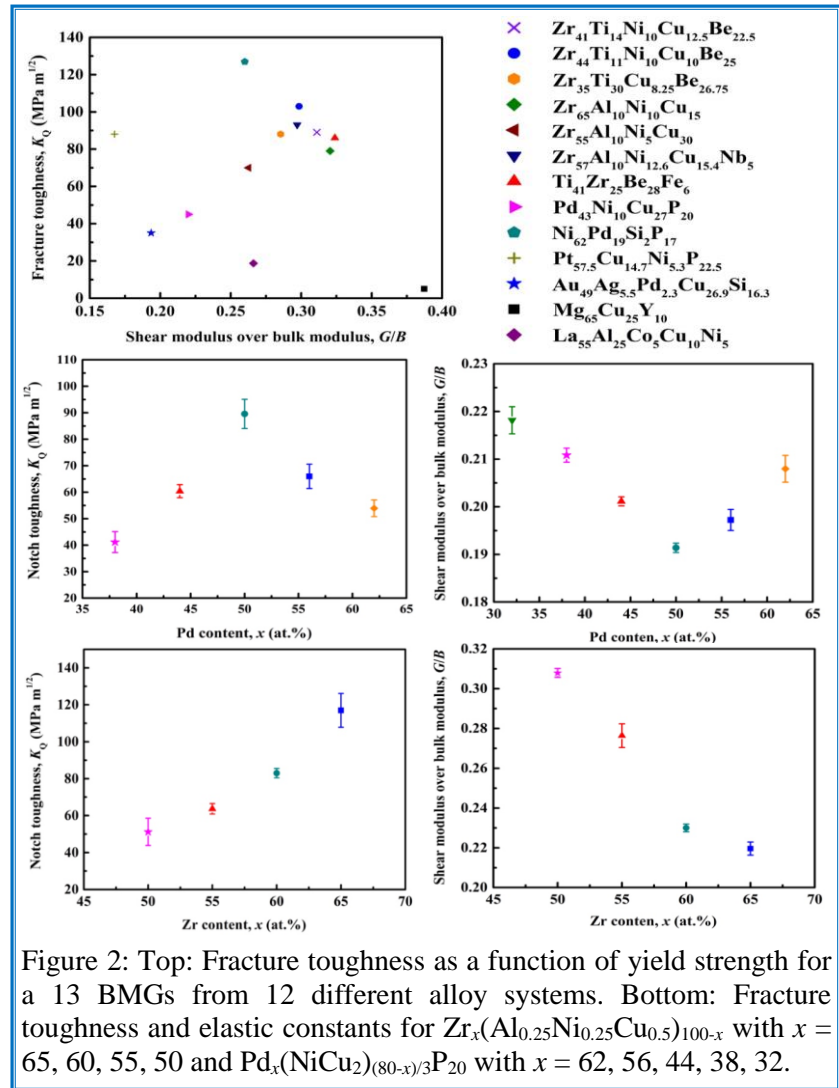 140
120
100
80
60
40
20
0
0.15 0.20 0.25 0.30 0.35 0.40
Fracture toughness, K_Q (MPa m^1/2)
Shear modulus over bulk modulus, G/B
Zr41Ti14Ni10Cu12.5Be22.5
Zr44Ti11Ni10Cu10Be25
Zr35Ti30Cu8.25Be26.75
Zr65Al10Ni10Cu15
Zr55Al10Ni5Cu30
Zr57Al10Ni12.6Cu15.4Nb5
Ti41Zr25Be28Fe6
Pd43Ni10Cu27P20
Ni62Pd19Si2P17
Pt57.5Cu14.7Ni5.3P22.5
Au49Ag5.5Pd2.3Cu26.9Si16.3
Mg65Cu25Y10
La55Al25Co5Cu10Ni5
110
100
90
80
70
60
50
40
30
20
35 40 45 50 55 60 65
Notch toughness, K_Q (MPa m^1/2)
Pd content, x (at.%)
0.23
0.22
0.21
0.20
0.19
0.18
30 35 40 45 50 55 60 65
Shear modulus over bulk modulus, G/B
Pd conten, x (at.%)
140
120
100
80
60
40
20
45 50 55 60 65 70
Notch toughness, K_Q (MPa m^1/2)
Zr content, x (at.%)
0.32
0.30
0.28
0.26
0.24
0.22
0.20
45 50 55 60 65 70
Shear modulus over bulk modulus, G/B
Zr conten, x (at.%)
Figure 2: Top: Fracture toughness as a function of yield strength for
a 13 BMGs from 12 different alloy systems. Bottom: Fracture
toughness and elastic constants for Zrx(Al0.25Ni0.25Cu0.5)100-x with x =
65, 60, 55, 50 and Pdx(NiCu2)(80-x)/3P20 with x = 62, 56, 44, 38, 32.